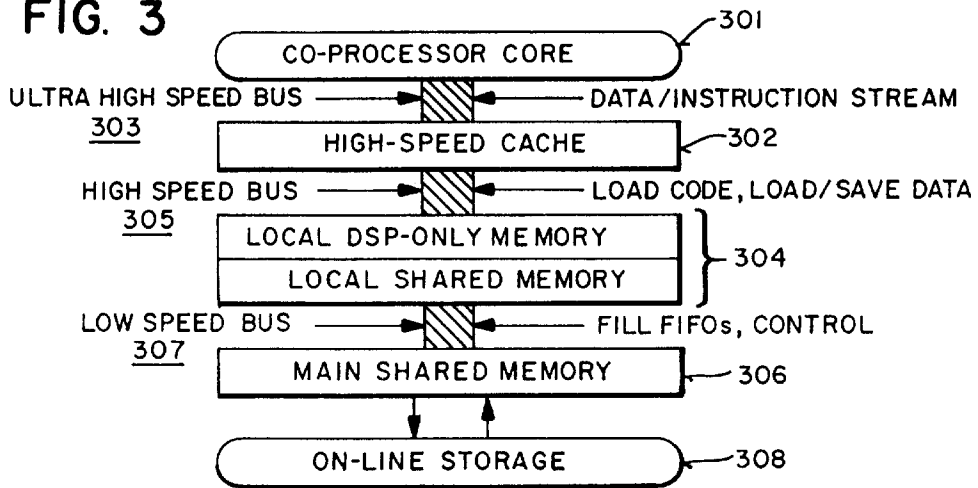 FIG. 3
301
CO-PROCESSOR CORE
ULTRA HIGH SPEED BUS
DATA/INSTRUCTION STREAM
303
HIGH-SPEED CACHE
302
HIGH SPEED BUS
LOAD CODE, LOAD/SAVE DATA
305
LOCAL DSP-ONLY MEMORY
304
LOCAL SHARED MEMORY
LOW SPEED BUS
FILL FIFOs, CONTROL
307
MAIN SHARED MEMORY
306
ON-LINE STORAGE
308